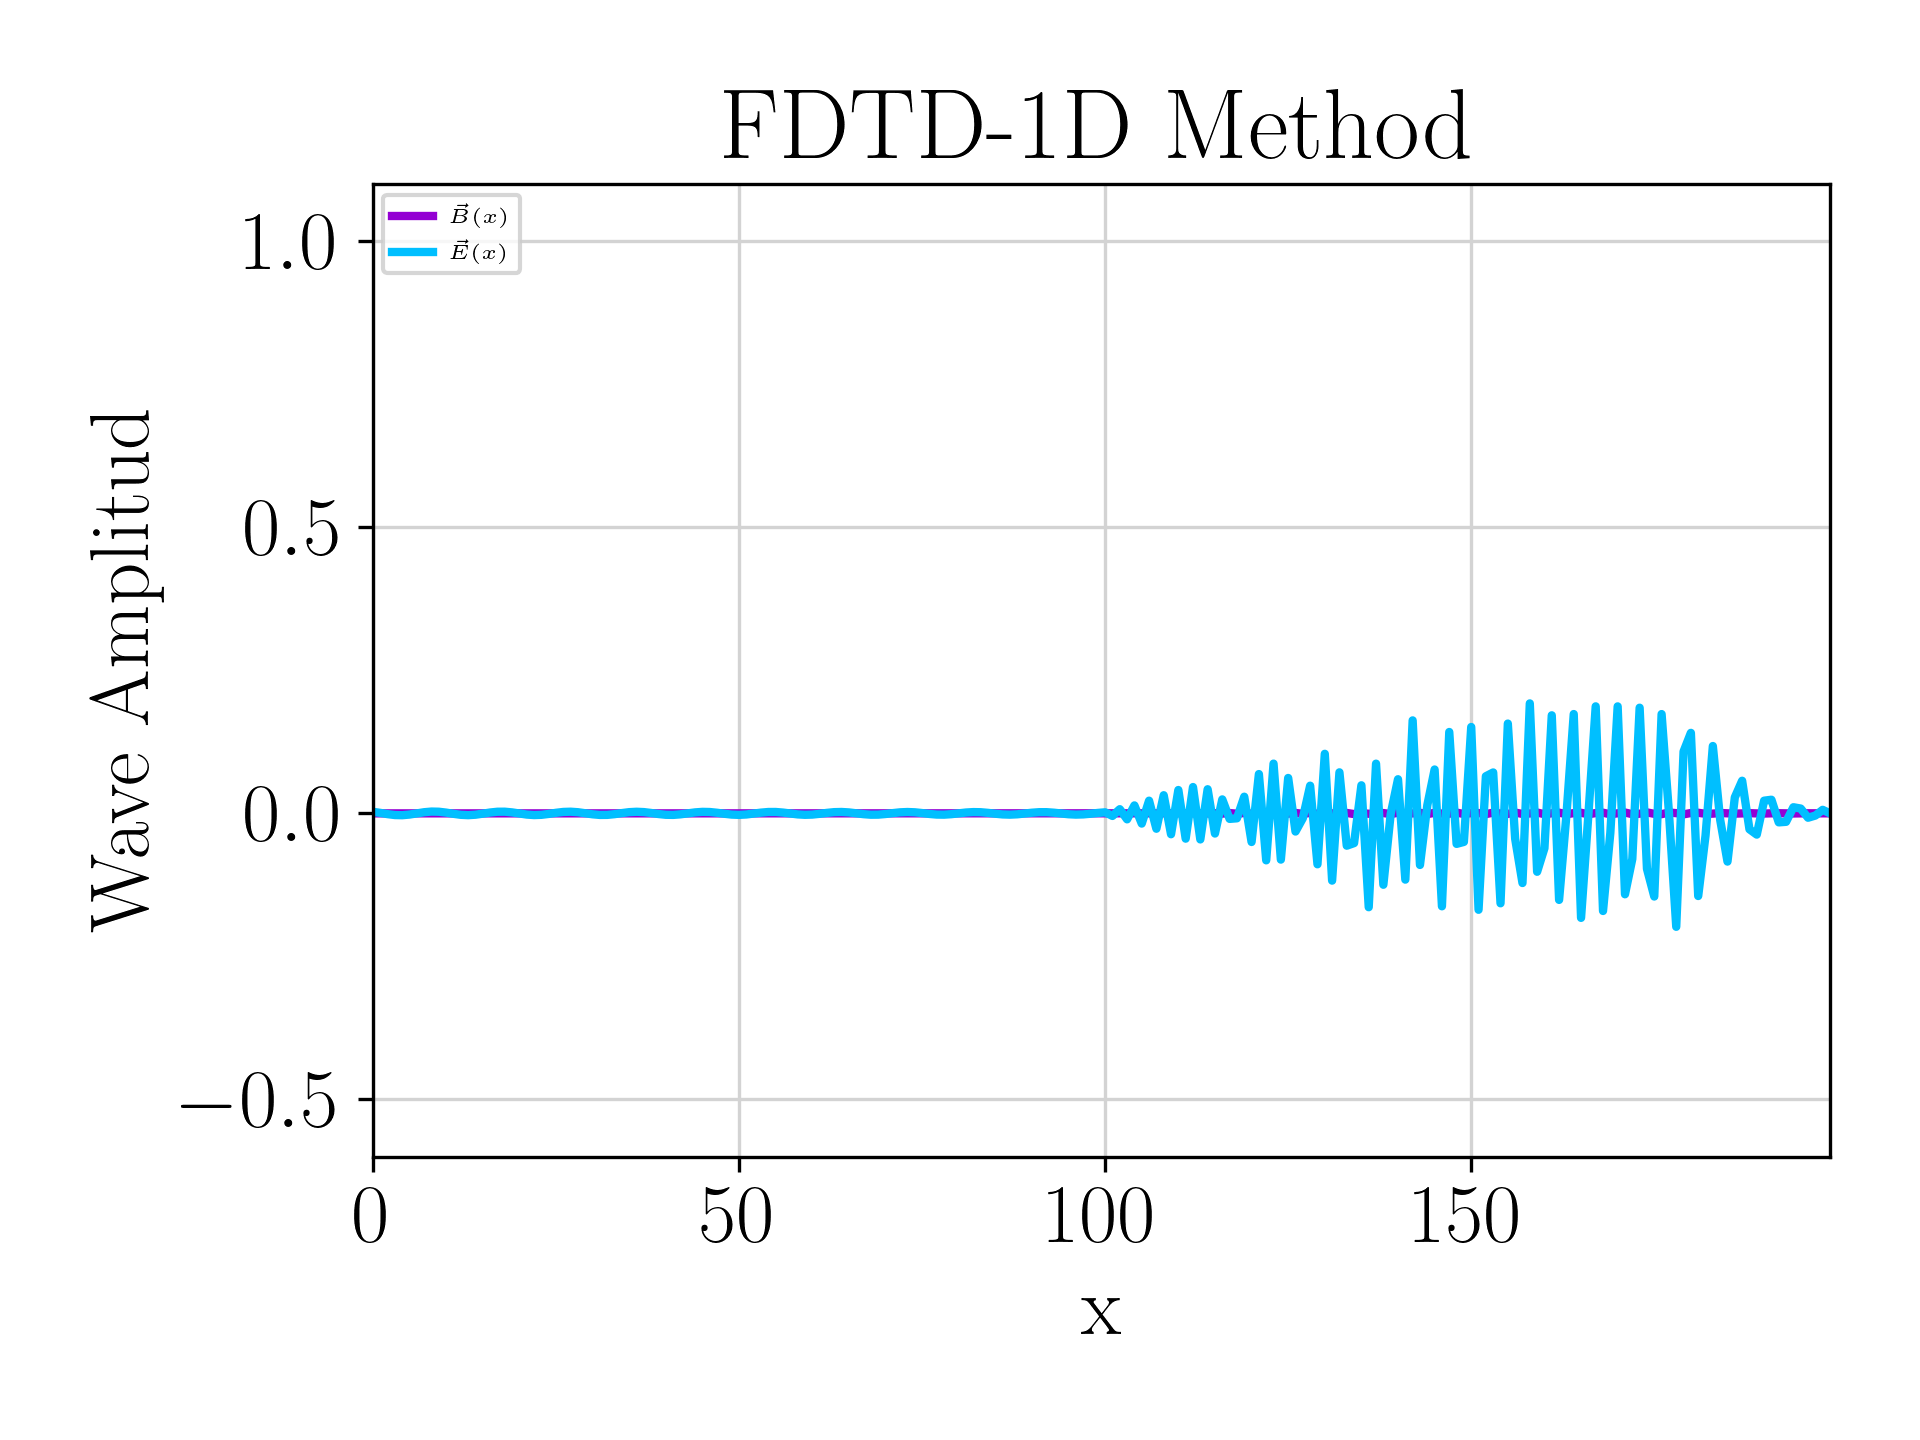 FDTD-1D Method
$\vec{B}(x)$
$\vec{E}(x)$
1.0
0.5
0.0
−0.5
Wave Amplitud
0 50 100 150
x